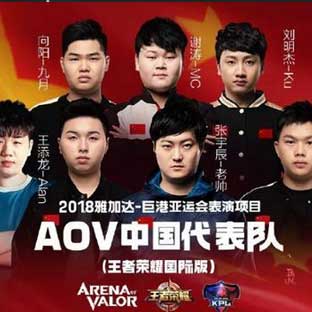 向阳-九月
谢涛-MC
刘明杰-Ku
王添龙-Alan
张宇辰-老帅
2018雅加达-巨港亚运会表演项目
AOV中国代表队
(王者荣耀国际版)
ARENA OF
VALOR
王者荣耀
KPL